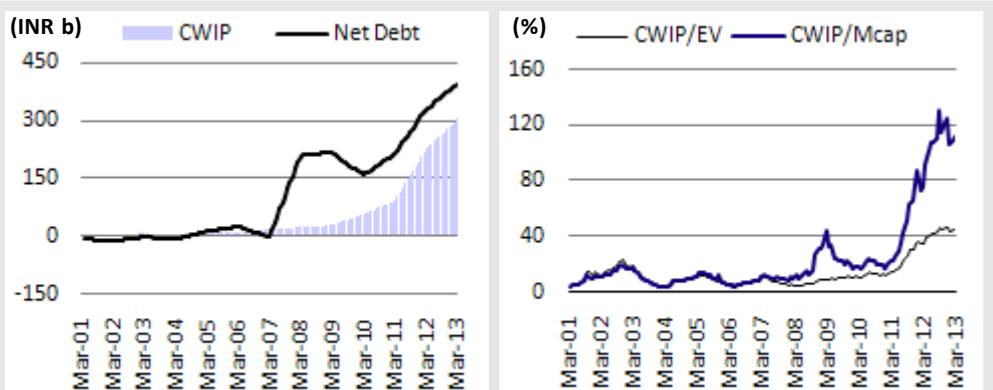 (INR b)
CWIP
Net Debt
450
300
150
0
-150
Mar-01
Mar-02
Mar-03
Mar-04
Mar-05
Mar-06
Mar-07
Mar-08
Mar-09
Mar-10
Mar-11
Mar-12
Mar-13
(%)
CWIP/EV
CWIP/Mcap
160
120
80
40
0
Mar-01
Mar-02
Mar-03
Mar-04
Mar-05
Mar-06
Mar-07
Mar-08
Mar-09
Mar-10
Mar-11
Mar-12
Mar-13